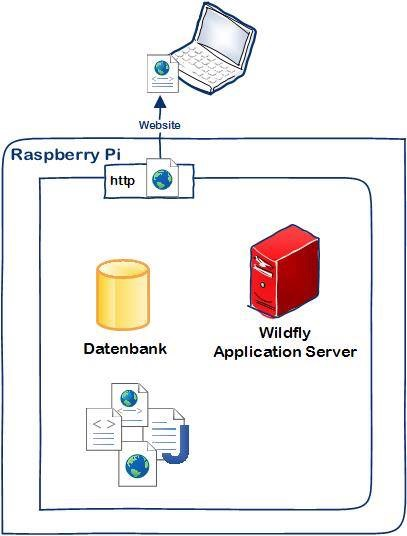 Website
Raspberry Pi
http
Datenbank
Wildfly
Application Server